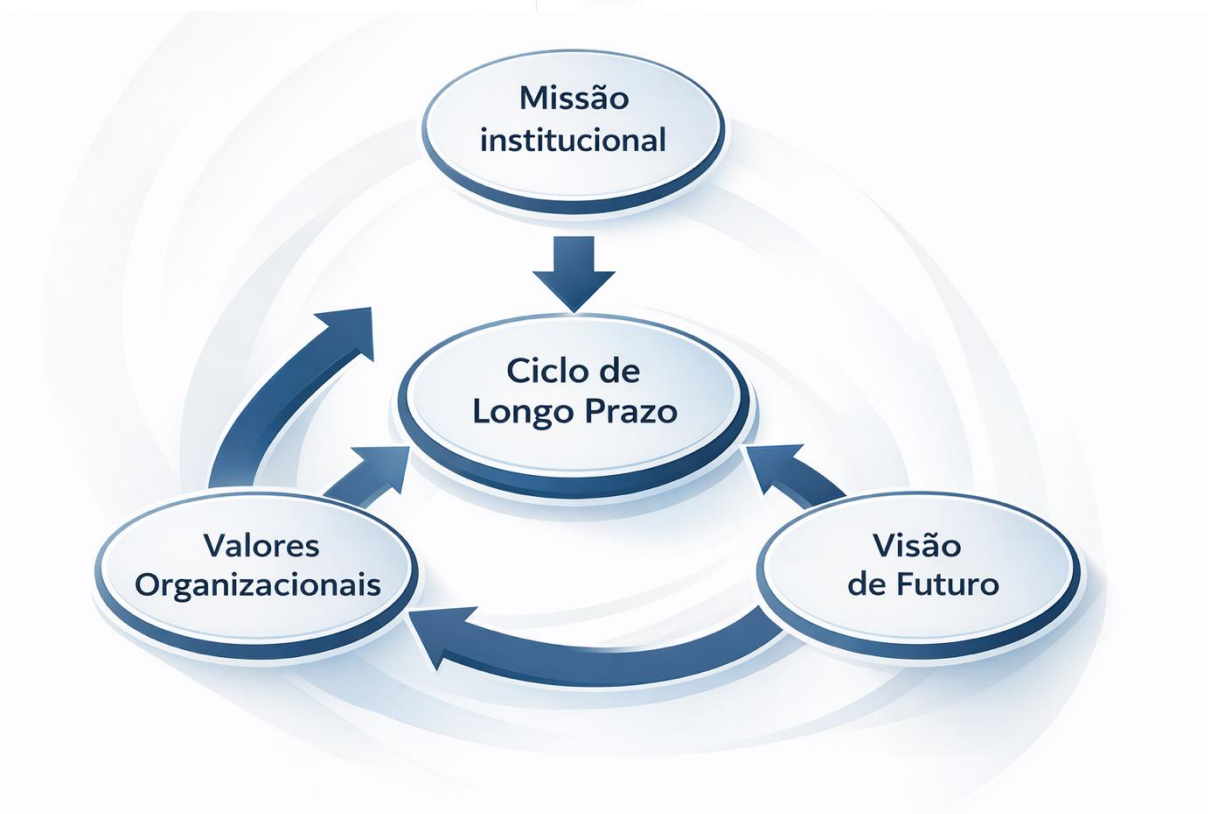 Missão
institucional
Ciclo de
Longo Prazo
Valores
Organizacionais
Visão
de Futuro